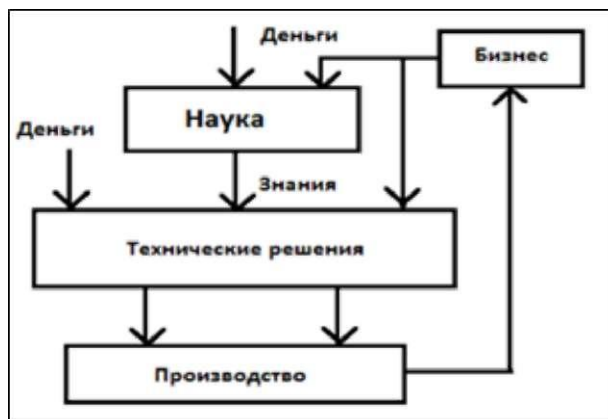 Деньги
Бизнес
Наука
Деньги
Знания
Технические решения
Производство